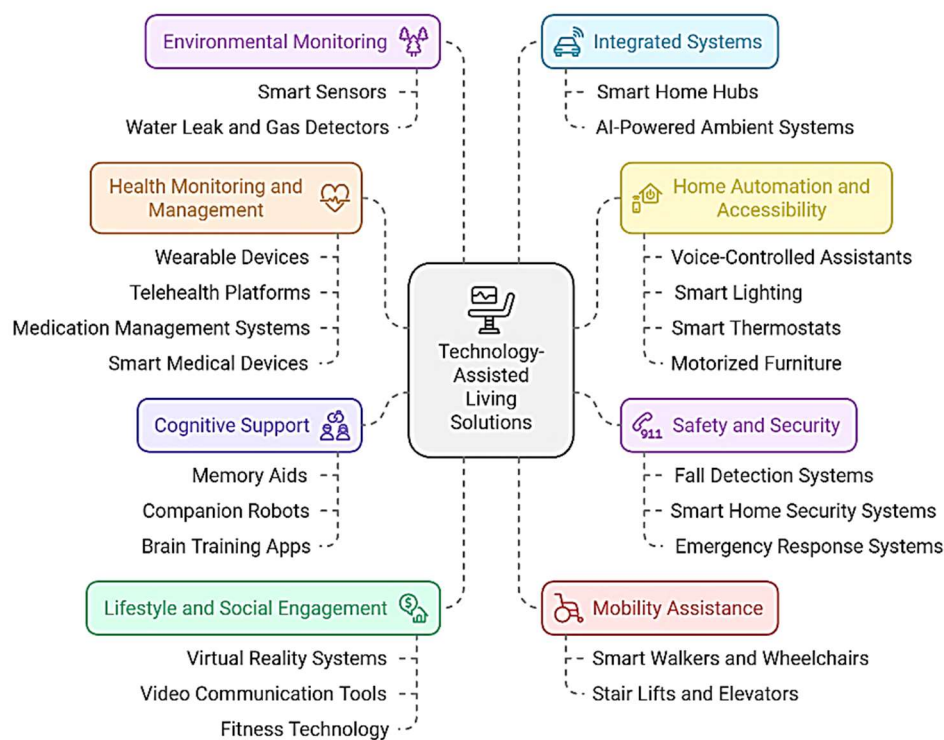 Environmental Monitoring
Smart Sensors
Water Leak and Gas Detectors
Health Monitoring and
Management
Wearable Devices
Telehealth Platforms
Medication Management Systems
Smart Medical Devices
Cognitive Support
Memory Aids
Companion Robots
Brain Training Apps
Lifestyle and Social Engagement
Virtual Reality Systems
Video Communication Tools
Fitness Technology
Technology-
Assisted
Living
Solutions
Integrated Systems
Smart Home Hubs
AI-Powered Ambient Systems
Home Automation and
Accessibility
Voice-Controlled Assistants
Smart Lighting
Smart Thermostats
Motorized Furniture
911
Safety and Security
Fall Detection Systems
Smart Home Security Systems
Emergency Response Systems
Mobility Assistance
Smart Walkers and Wheelchairs
Stair Lifts and Elevators